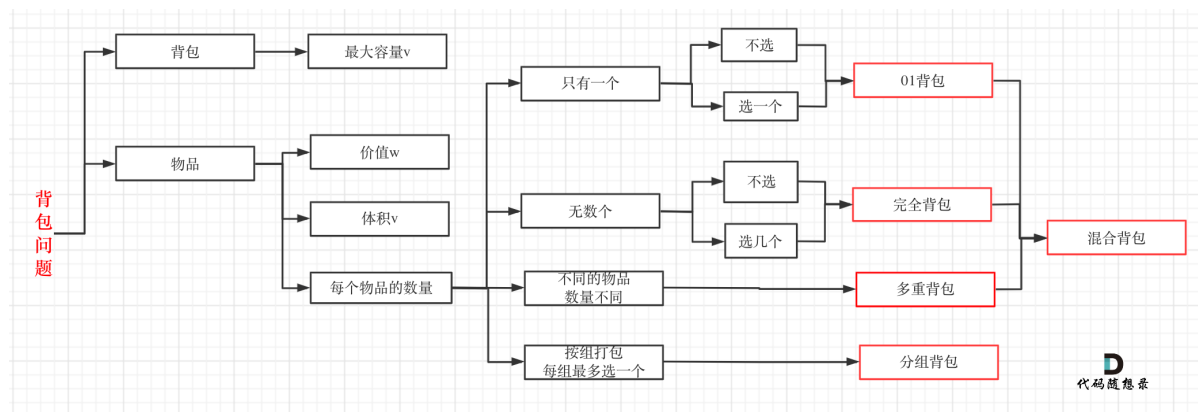 背包问题
背包
最大容量v
物品
价值w
体积v
每个物品的数量
只有一个
不选
选一个
01背包
无数个
不选
选几个
完全背包
不同的物品
数量不同
多重背包
混合背包
按组打包
每组最多选一个
分组背包
代码随想录